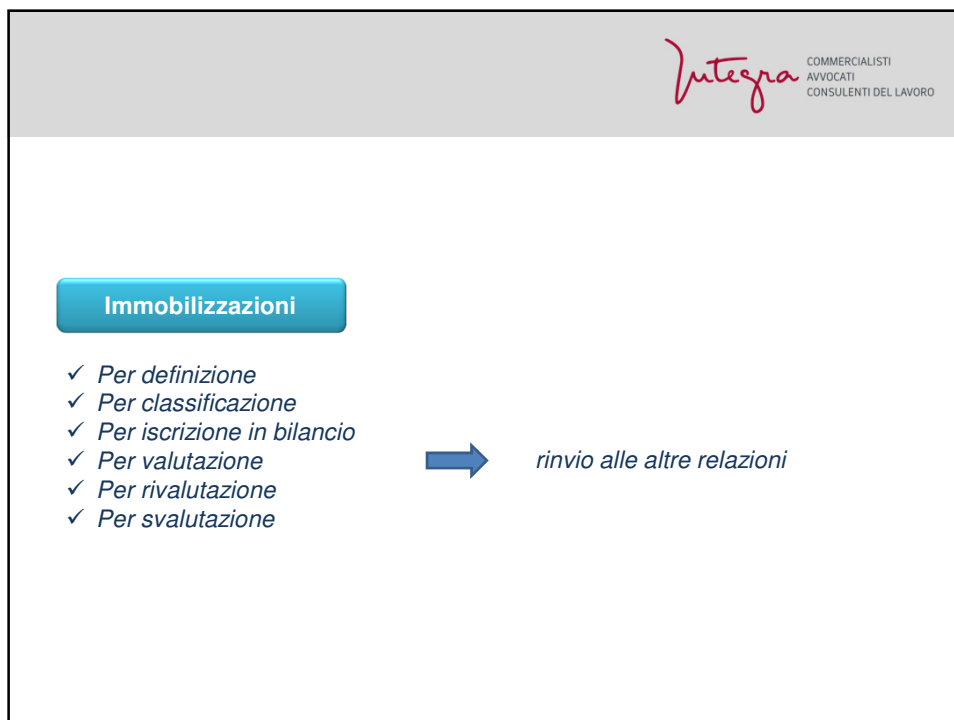 Integra
COMMERCIALISTI
AVVOCATI
CONSULENTI DEL LAVORO
Immobilizzazioni
✓ Per definizione
✓ Per classificazione
✓ Per iscrizione in bilancio
✓ Per valutazione
✓ Per rivalutazione
✓ Per svalutazione
rinvio alle altre relazioni